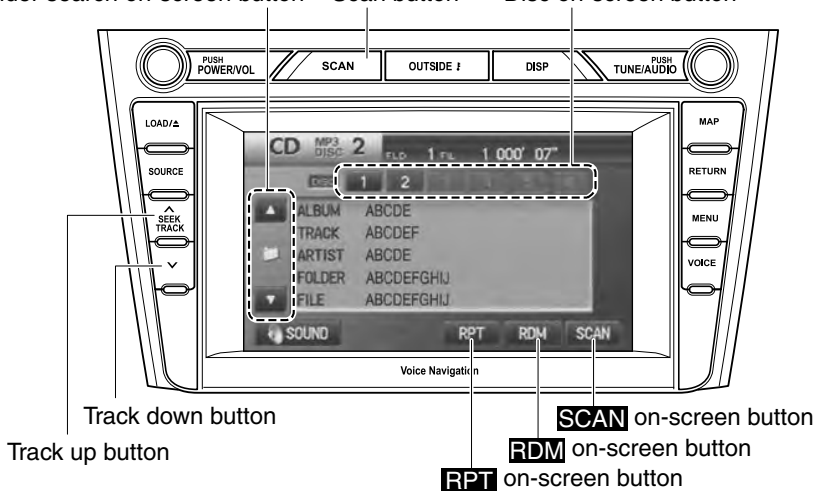 search on-screen button Scan button Disc on-screen button
PUSH
POWER/VOL
SCAN
OUTSIDE
DISP
PUSH
TUNE/AUDIO
LOAD/
SOURCE
SEEK
TRACK
MAP
RETURN
MENU
VOICE
CD MP3 DISC 2 FLD 1 FIL 1 000' 07"
DISC 1 2
ALBUM ABCDE
TRACK ABCDEF
ARTIST ABCDE
FOLDER ABCDEFGHIJ
FILE ABCDEFGHIJ
SOUND RPT RDM SCAN
Voice Navigation
Track down button
Track up button
SCAN on-screen button
RDM on-screen button
RPT on-screen button